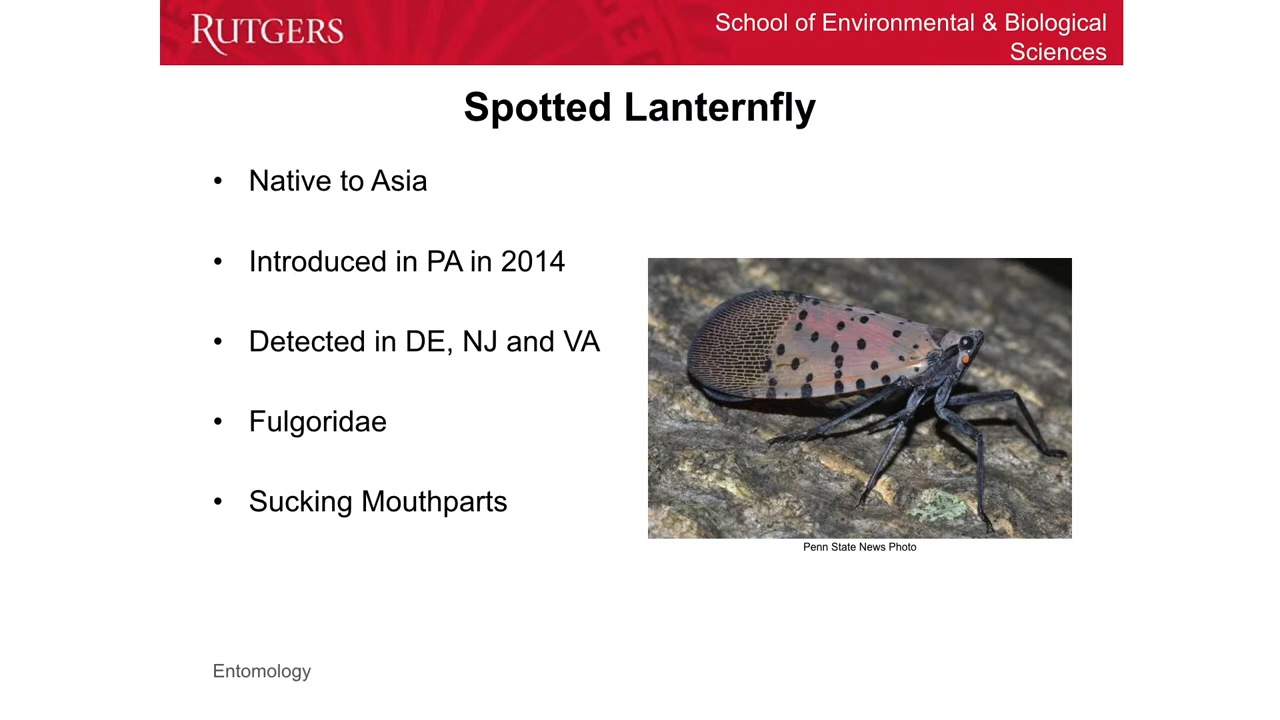 RUTGERS
School of Environmental & Biological
Sciences
Spotted Lanternfly
• Native to Asia
• Introduced in PA in 2014
• Detected in DE, NJ and VA
• Fulgoridae
• Sucking Mouthparts
Penn State News Photo
Entomology